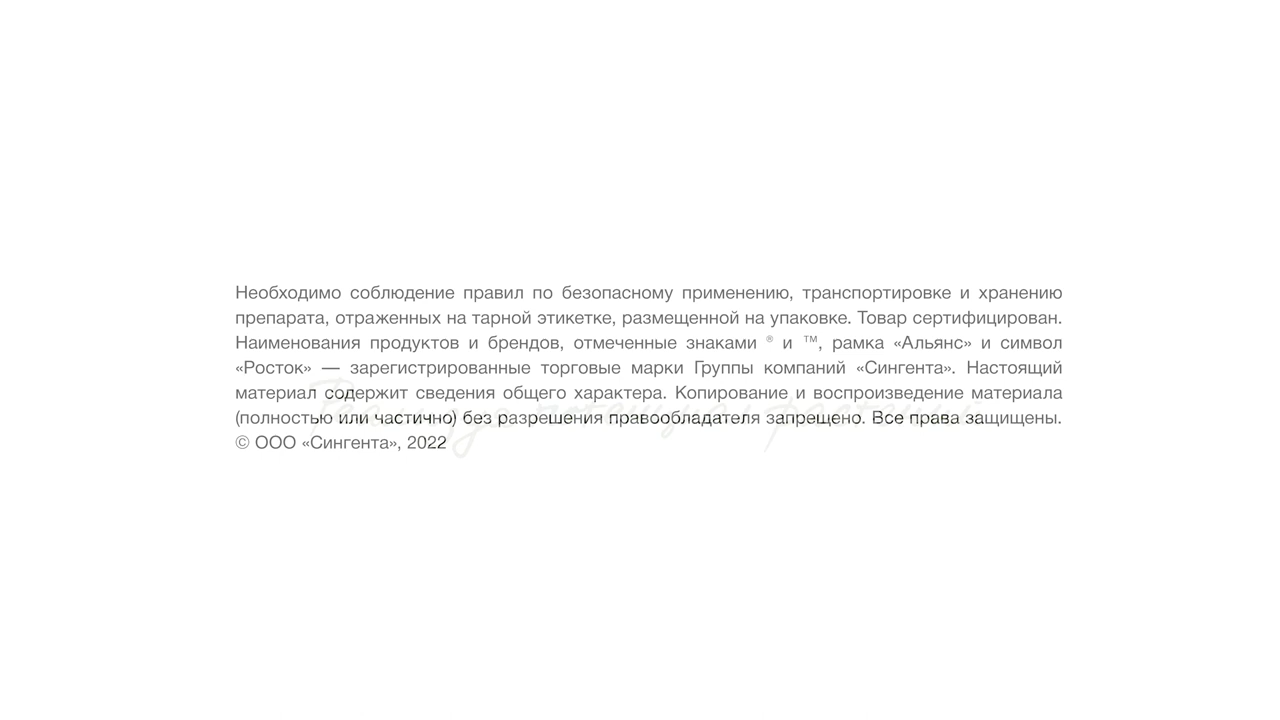 Необходимо соблюдение правил по безопасному применению, транспортировке и хранению
препарата, отраженных на тарной этикетке, размещенной на упаковке. Товар сертифицирован.
Наименования продуктов и брендов, отмеченные знаками ® и ™, рамка «Альянс» и символ
«Росток» — зарегистрированные торговые марки Группы компаний «Сингента». Настоящий
материал содержит сведения общего характера. Копирование и воспроизведение материала
(полностью или частично) без разрешения правообладателя запрещено. Все права защищены.
© ООО «Сингента», 2022